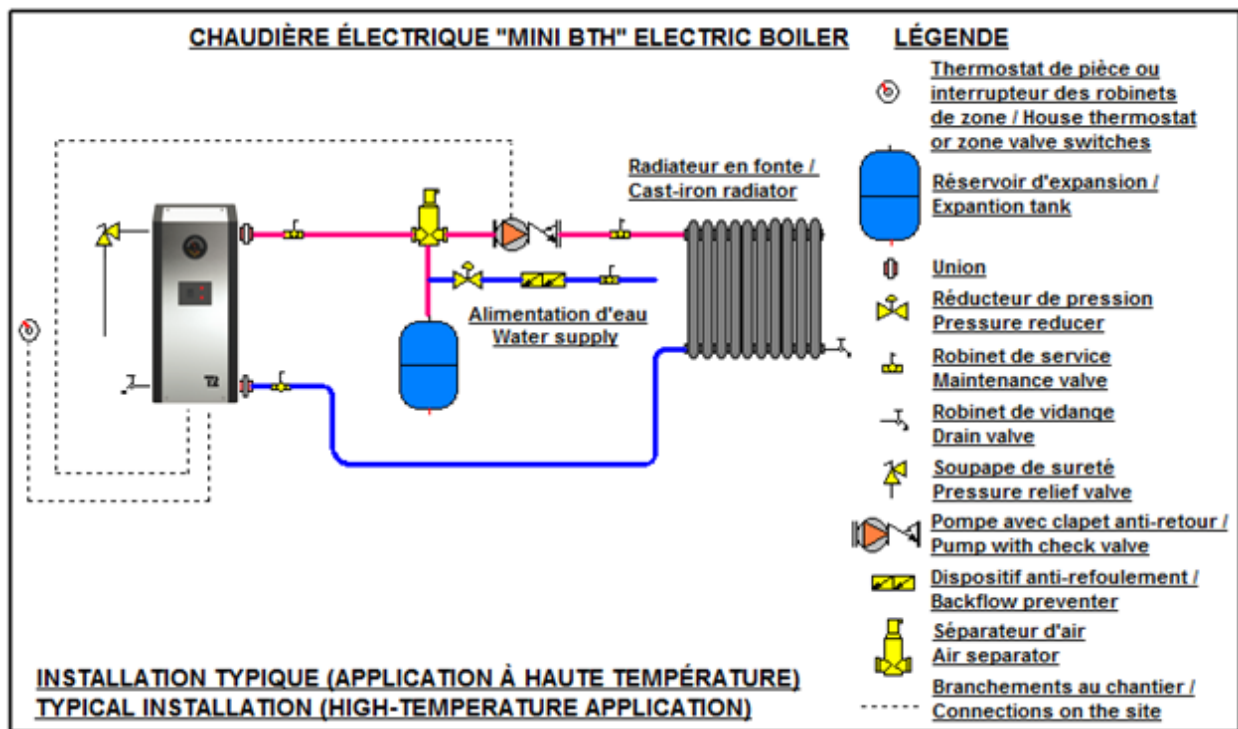 CHAUDIÈRE ÉLECTRIQUE "MINI BTH" ELECTRIC BOILER
LÉGENDE
Thermostat de pièce ou
interrupteur des robinets
de zone / House thermostat
or zone valve switches
Radiateur en fonte /
Cast-iron radiator
Réservoir d'expansion /
Expantion tank
Union
Alimentation d'eau
Water supply
Réducteur de pression
Pressure reducer
Robinet de service
Maintenance valve
Robinet de vidange
Drain valve
Soupape de sureté
Pressure relief valve
Pompe avec clapet anti-retour /
Pump with check valve
Dispositif anti-refoulement /
Backflow preventer
Séparateur d'air
Air separator
Branchements au chantier /
Connections on the site
INSTALLATION TYPIQUE (APPLICATION À HAUTE TEMPÉRATURE)
TYPICAL INSTALLATION (HIGH-TEMPERATURE APPLICATION)